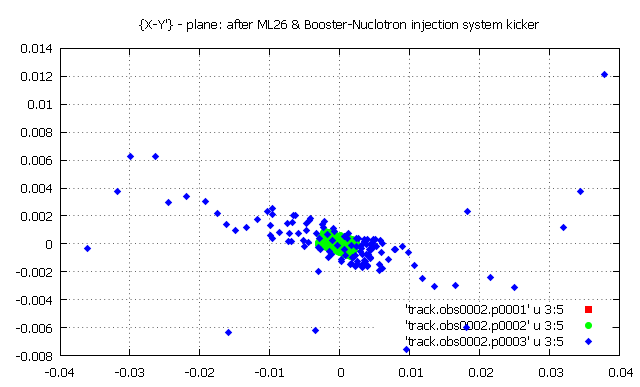 {X-Y'} - plane: after ML26 & Booster-Nuclotron injection system kicker
0.014
0.012
0.01
0.008
0.006
0.004
0.002
0
-0.002
-0.004
-0.006
-0.008
'track.obs0002.p0001' u 3:5
'track.obs0002.p0002' u 3:5
'track.obs0002.p0003' u 3:5
-0.04 -0.03 -0.02 -0.01 0 0.01 0.02 0.03 0.04